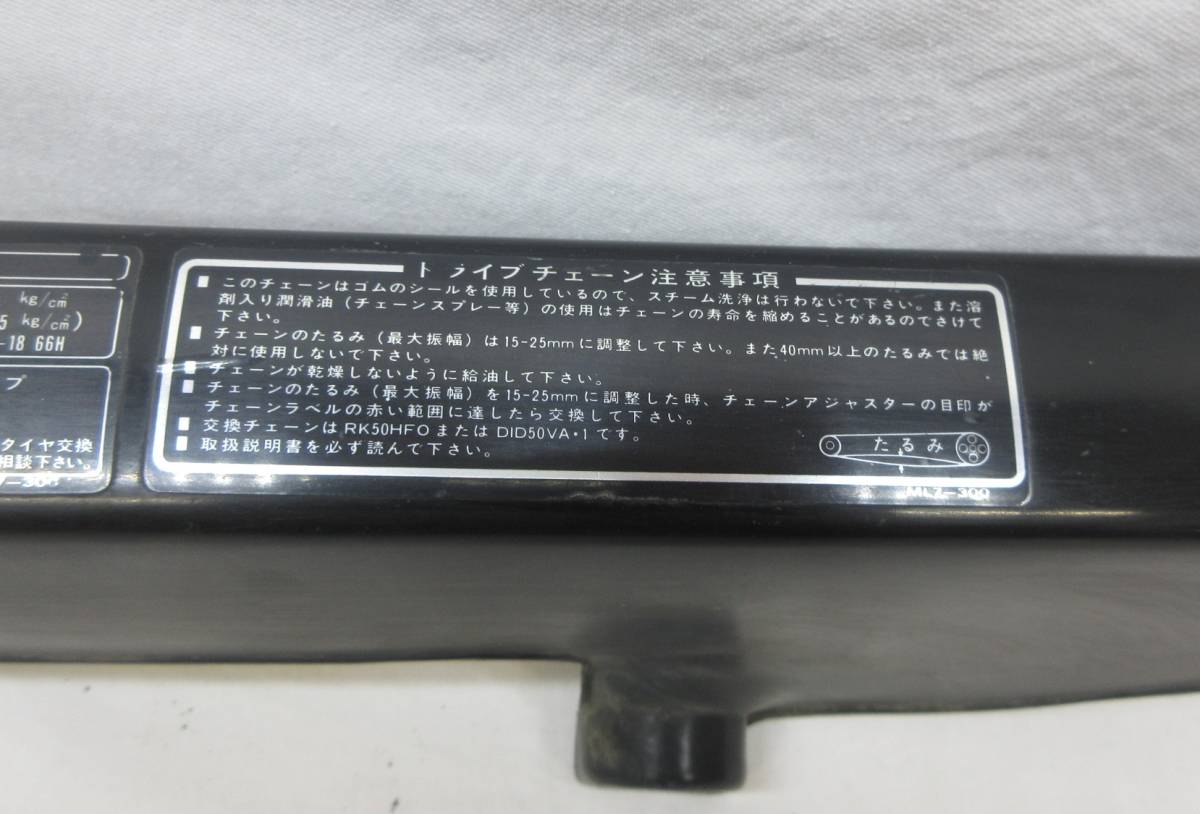 kg/c㎡
5 kg/c㎡)
-18 66H
プ
タイヤ交換
相談下さい。
ドライブチェーン注意事項
■ このチェーンはゴムのシールを使用しているので、スチーム洗浄は行わないで下さい。また溶
剤入り潤滑油(チェーンスプレー等)の使用はチェーンの寿命を縮めることがあるのでさけて
下さい。
■ チェーンのたるみ(最大振幅)は15-25mmに調整して下さい。また40mm以上のたるみでは絶
対に使用しないで下さい。
■ チェーンが乾燥しないように給油して下さい。
■ チェーンのたるみ(最大振幅)を15-25mmに調整した時、チェーンアジャスターの目印が
チェーンラベルの赤い範囲に達したら交換して下さい。
■ 交換チェーンはRK50HFOまたはDID50VA・1です。
■ 取扱説明書を必ず読んで下さい。
たるみ
ML7-300